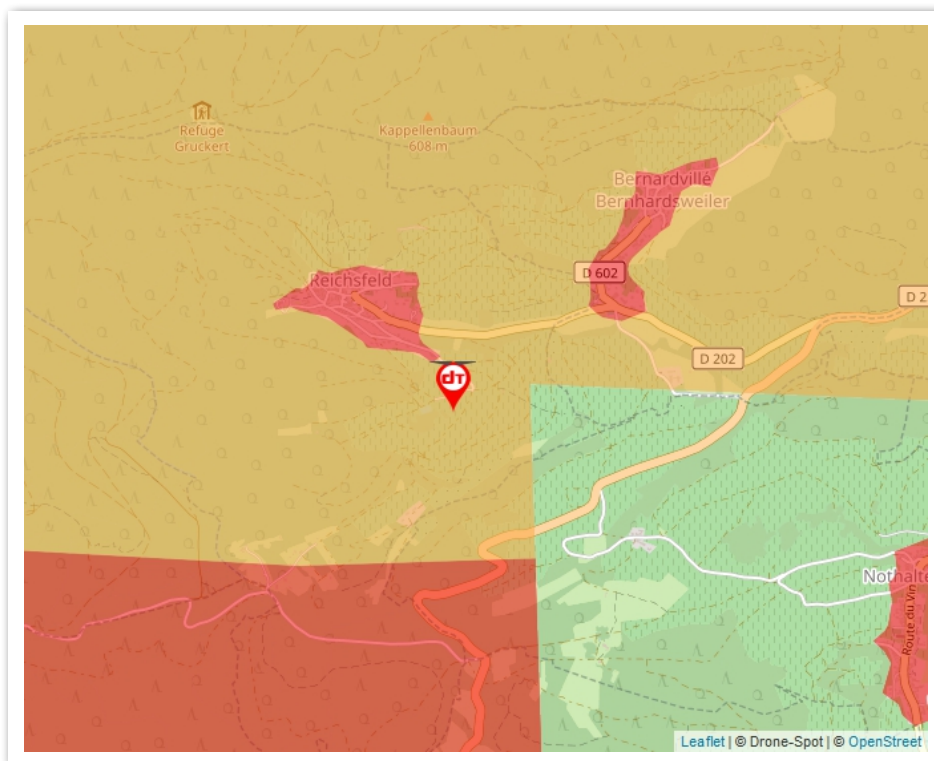 Refuge
Gruckert
Kappellenbaum
608 m
Bernardvillé
Bernhardsweiler
Reichsfeld
D 602
D 2
D 202
dT
Nothalte
Route du Vin
Leaflet | © Drone-Spot | © OpenStreet